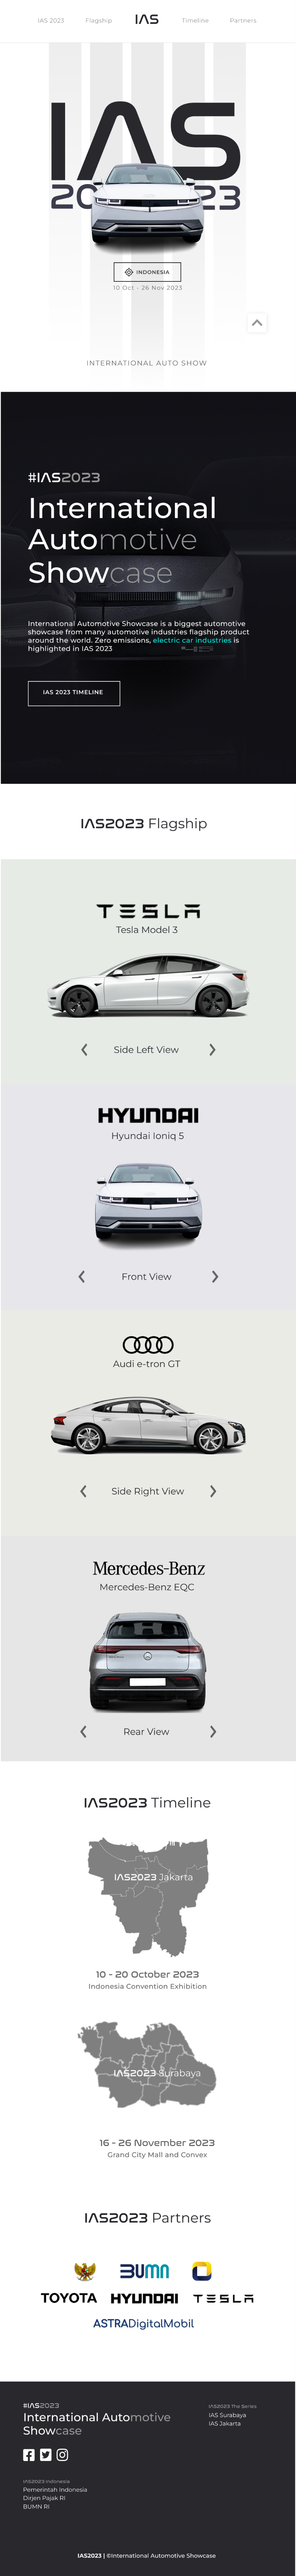 IAS 2023 Flagship IAS Timeline Partners
IAS
2023
INDONESIA
10 Oct - 26 Nov 2023
INTERNATIONAL AUTO SHOW
#IAS2023
International
Automotive
Showcase
International Automotive Showcase is a biggest automotive
showcase from many automotive industries flagship product
around the world. Zero emissions, electric car industries is
highlighted in IAS 2023
IAS 2023 TIMELINE
IAS2023 Flagship
TESLA
Tesla Model 3
Side Left View
HYUNDAI
Hyundai Ioniq 5
Front View
Audi e-tron GT
Side Right View
Mercedes-Benz
Mercedes-Benz EQC
Rear View
IAS2023 Timeline
IAS2023 Jakarta
10 - 20 October 2023
Indonesia Convention Exhibition
IAS2023 Surabaya
16 - 26 November 2023
Grand City Mall and Convex
IAS2023 Partners
BUMN
TOYOTA HYUNDAI TESLA
ASTRADigitalMobil
#IAS2023
International Automotive
Showcase
IAS2023 The Series
IAS Surabaya
IAS Jakarta
IAS2023 Indonesia
Pemerintah Indonesia
Dirjen Pajak RI
BUMN RI
IAS2023 | ©International Automotive Showcase